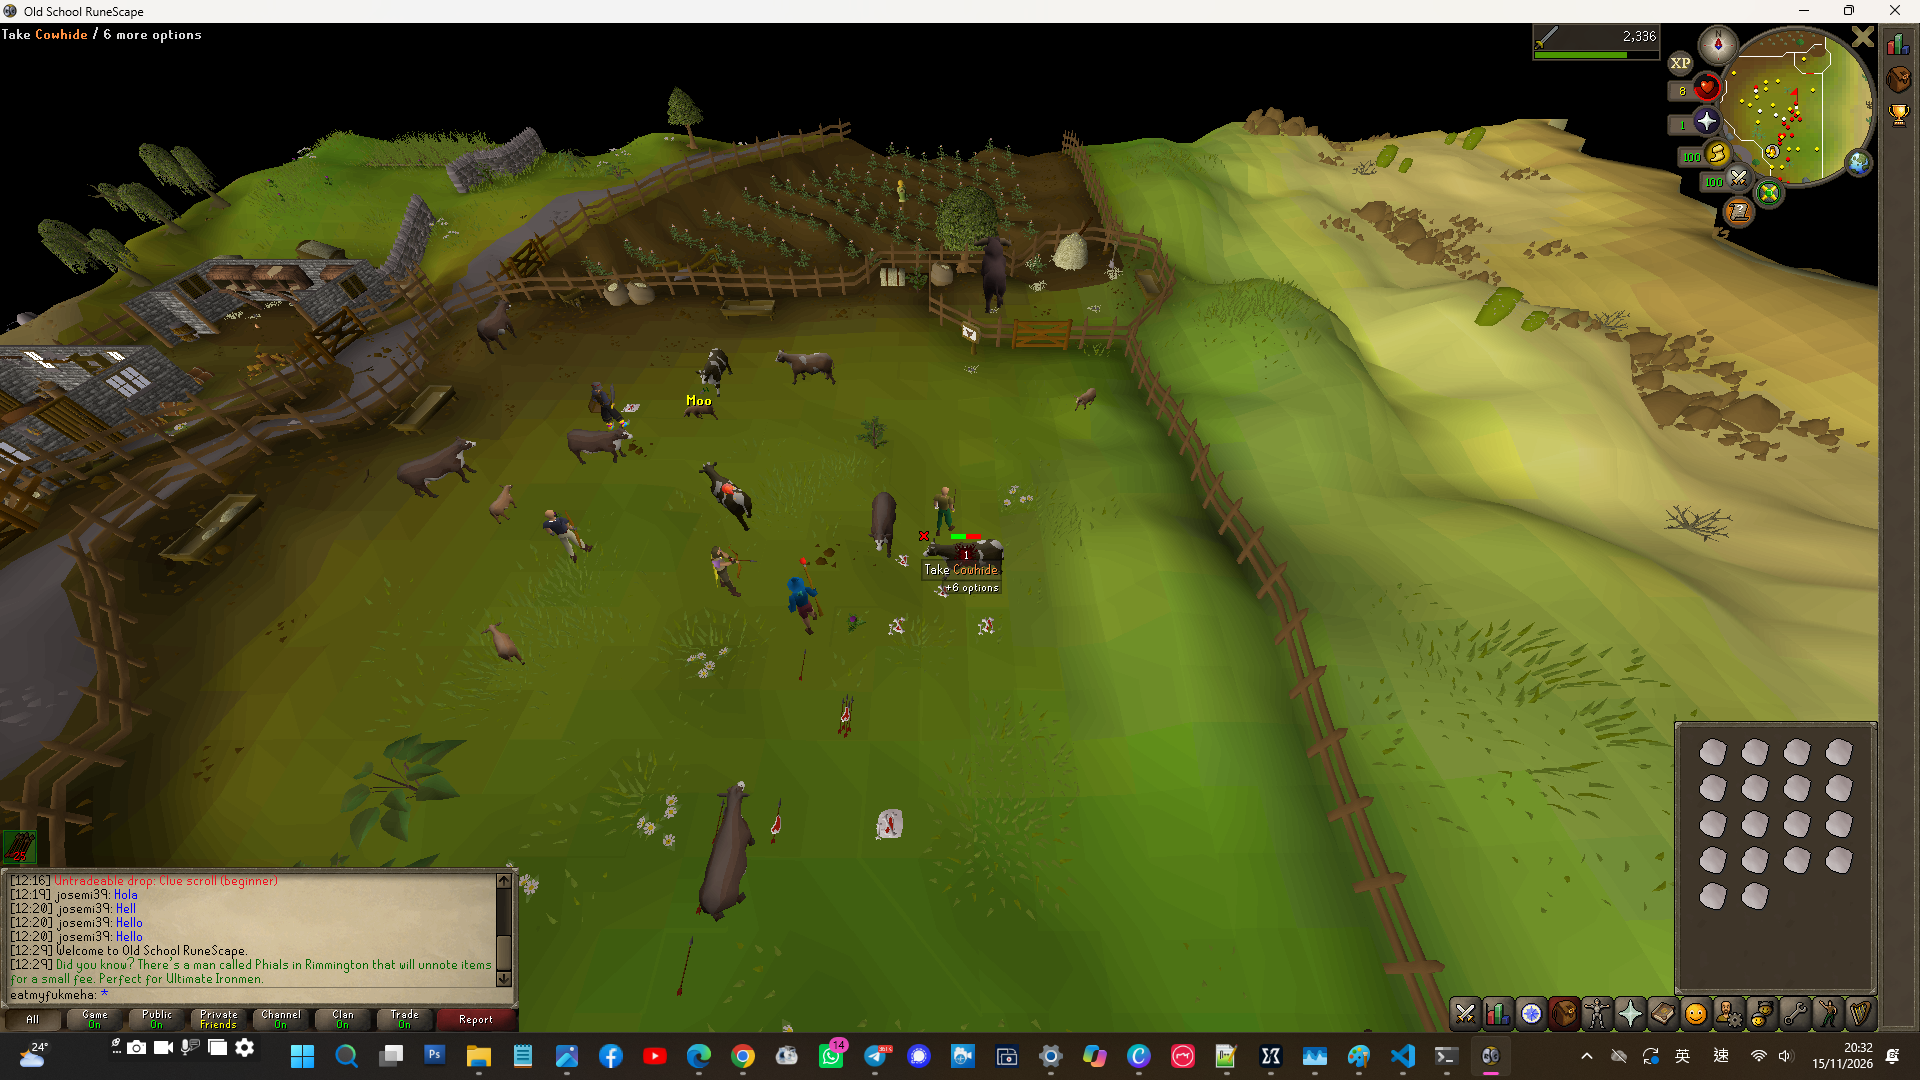 Old School RuneScape
Take Cowhide / 6 more options
2,336
XP
N
8
1
100
100
Moo
1
Take Cowhide
+6 options
-25
[12:16] Untradeable drop: Clue scroll (beginner)
[12:19] josemi39: Hola
[12:20] josemi39: Hell
[12:20] josemi39: Hello
[12:20] josemi39: Hello
[12:29] Welcome to Old School RuneScape.
[12:29] Did you know? There's a man called Phials in Rimmington that will unnote items
for a small fee. Perfect for Ultimate Ironmen.
eatmyfukmeha: *
All
Game
On
Public
On
Private
Friends
Channel
On
Clan
On
Trade
On
Report
24°
Ps
14
英
速
20:32
15/11/2026